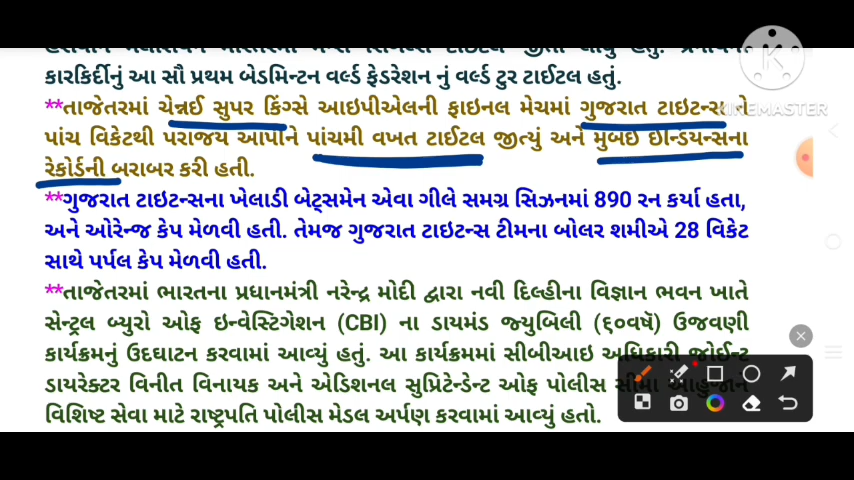 કારકિર્દીનું આ સૌ પ્રથમ બેડમિન્ટન વર્લ્ડ ફેડરેશન નું વર્લ્ડ ટુર ટાઈટલ હતું.
**તાજેતરમાં ચેન્નઈ સુપર કિંગ્સે આઇપીએલની ફાઇનલ મેચમાં ગુજરાત ટાઇટન્સ ને
પાંચ વિકેટથી પરાજય આપીને પાંચમી વખત ટાઈટલ જીત્યું અને મુંબઈ ઇન્ડિયન્સના
રેકોર્ડની બરાબર કરી હતી.
**ગુજરાત ટાઇટન્સના ખેલાડી બેટ્સમેન એવા ગીલે સમગ્ર સિઝનમાં 890 રન કર્યા હતા,
અને ઓરેન્જ કેપ મેળવી હતી. તેમજ ગુજરાત ટાઇટન્સ ટીમના બોલર શમીએ 28 વિકેટ
સાથે પર્પલ કેપ મેળવી હતી.
**તાજેતરમાં ભારતના પ્રધાનમંત્રી નરેન્દ્ર મોદી દ્વારા નવી દિલ્હીના વિજ્ઞાન ભવન ખાતે
સેન્ટ્રલ બ્યુરો ઓફ ઇન્વેસ્ટિગેશન (CBI) ના ડાયમંડ જ્યુબિલી (૬૦વર્ષ) ઉજવણી
કાર્યક્રમનું ઉદઘાટન કરવામાં આવ્યું હતું. આ કાર્યક્રમમાં સીબીઆઇ અધિકારી જોઈન્ટ
ડાયરેક્ટર વિનીત વિનાયક અને એડિશનલ સુપ્રિટેન્ડેન્ટ ઓફ પોલીસ સીમા આહુજાને
વિશિષ્ટ સેવા માટે રાષ્ટ્રપતિ પોલીસ મેડલ અર્પણ કરવામાં આવ્યું હતો.
KINEMASTER